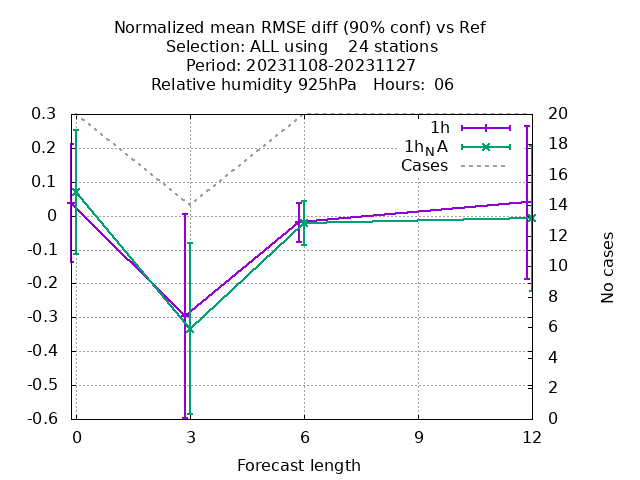 Normalized mean RMSE diff (90% conf) vs Ref
Selection: ALL using    24 stations
Period: 20231108-20231127
Relative humidity 925hPa   Hours:  06
0.3
0.2
0.1
0
-0.1
-0.2
-0.3
-0.4
-0.5
-0.6
1h
1hNA
Cases
20
18
16
14
12
10
8
6
4
2
0
No cases
0 3 6 9 12
Forecast length